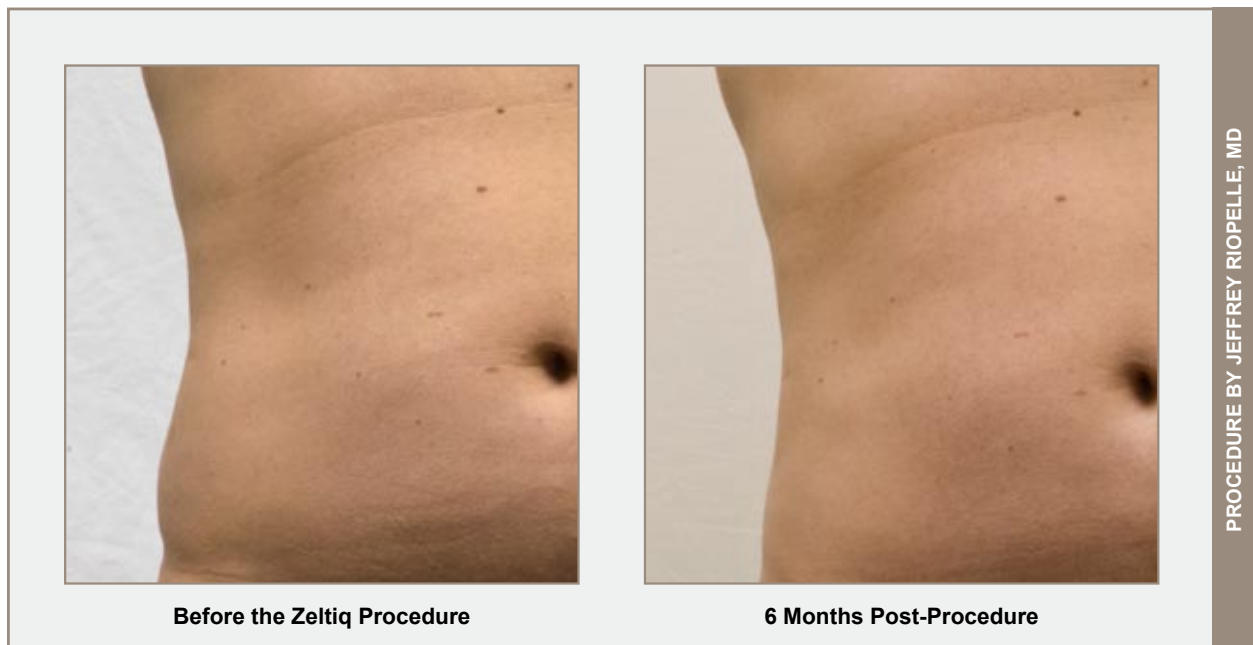 Before the Zeltiq Procedure
6 Months Post-Procedure
PROCEDURE BY JEFFREY RIOPELLE, MD